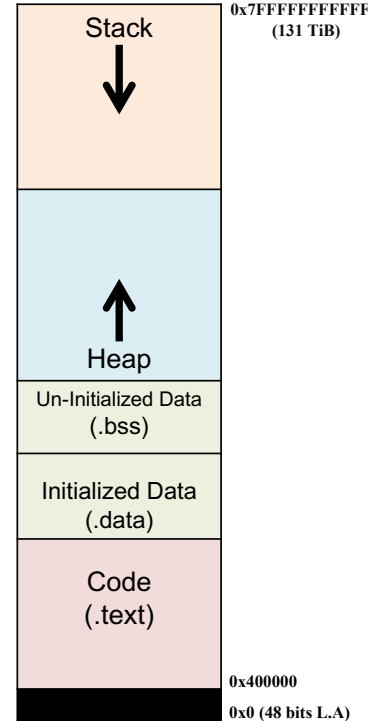 0x7FFFFFFFFFFF
(131 TiB)
Stack
Heap
Un-Initialized Data
(.bss)
Initialized Data
(.data)
Code
(.text)
0x400000
0x0 (48 bits L.A)